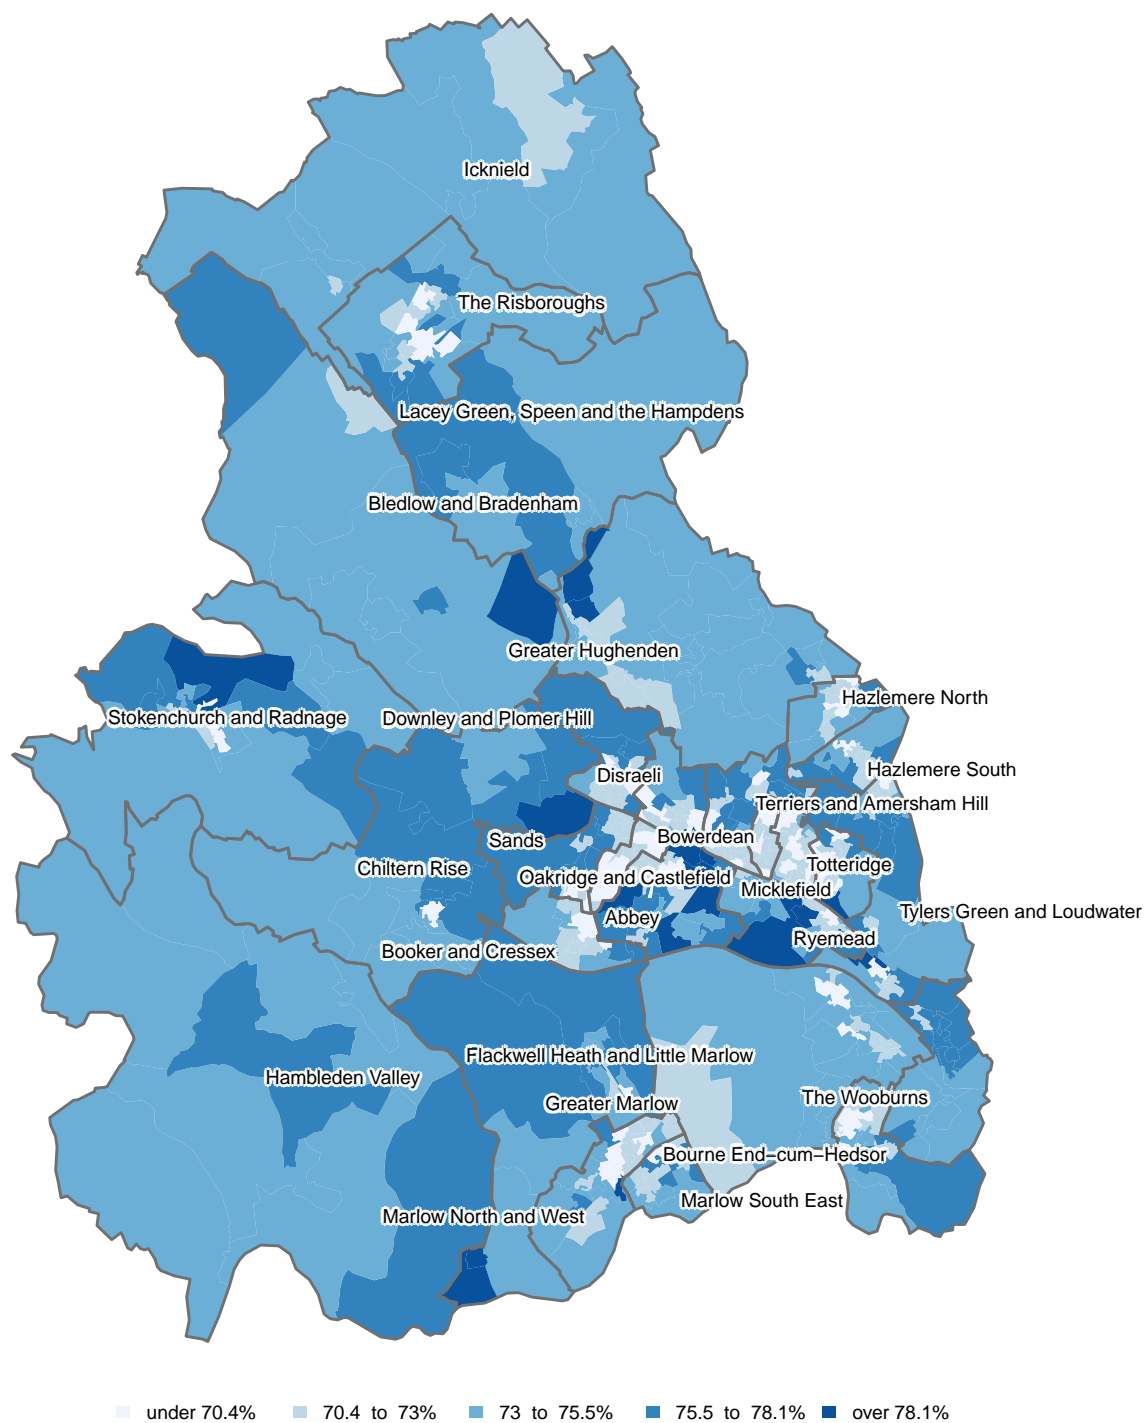 Icknield
The Risboroughs
Lacey Green, Speen and the Hampdens
Bledlow and Bradenham
Greater Hughenden
Hazlemere North
Stokenchurch and Radnage
Downley and Plomer Hill
Hazlemere South
Disraeli
Terriers and Amersham Hill
Bowerdean
Sands
Totteridge
Chiltern Rise
Oakridge and Castlefield
Micklefield
Tylers Green and Loudwater
Abbey
Ryemead
Booker and Cressex
Flackwell Heath and Little Marlow
Hambleden Valley
The Wooburns
Greater Marlow
Bourne End−cum−Hedsor
Marlow South East
Marlow North and West
under 70.4%
70.4 to 73%
73 to 75.5%
75.5 to 78.1%
over 78.1%